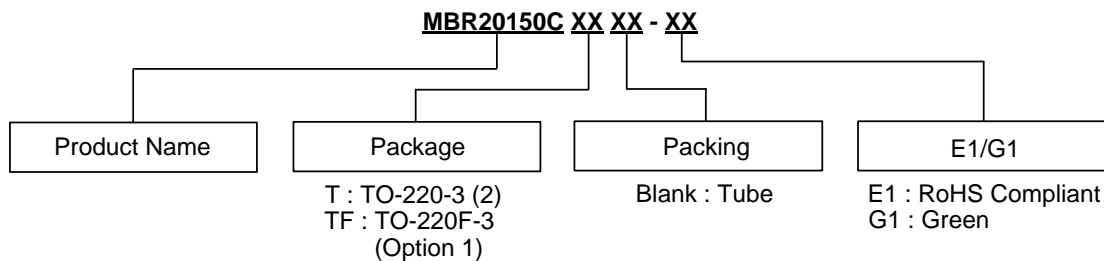 MBR20150C XX XX - XX
Product Name
Package
Packing
E1/G1
T : TO-220-3 (2)
TF : TO-220F-3
(Option 1)
Blank : Tube
E1 : RoHS Compliant
G1 : Green